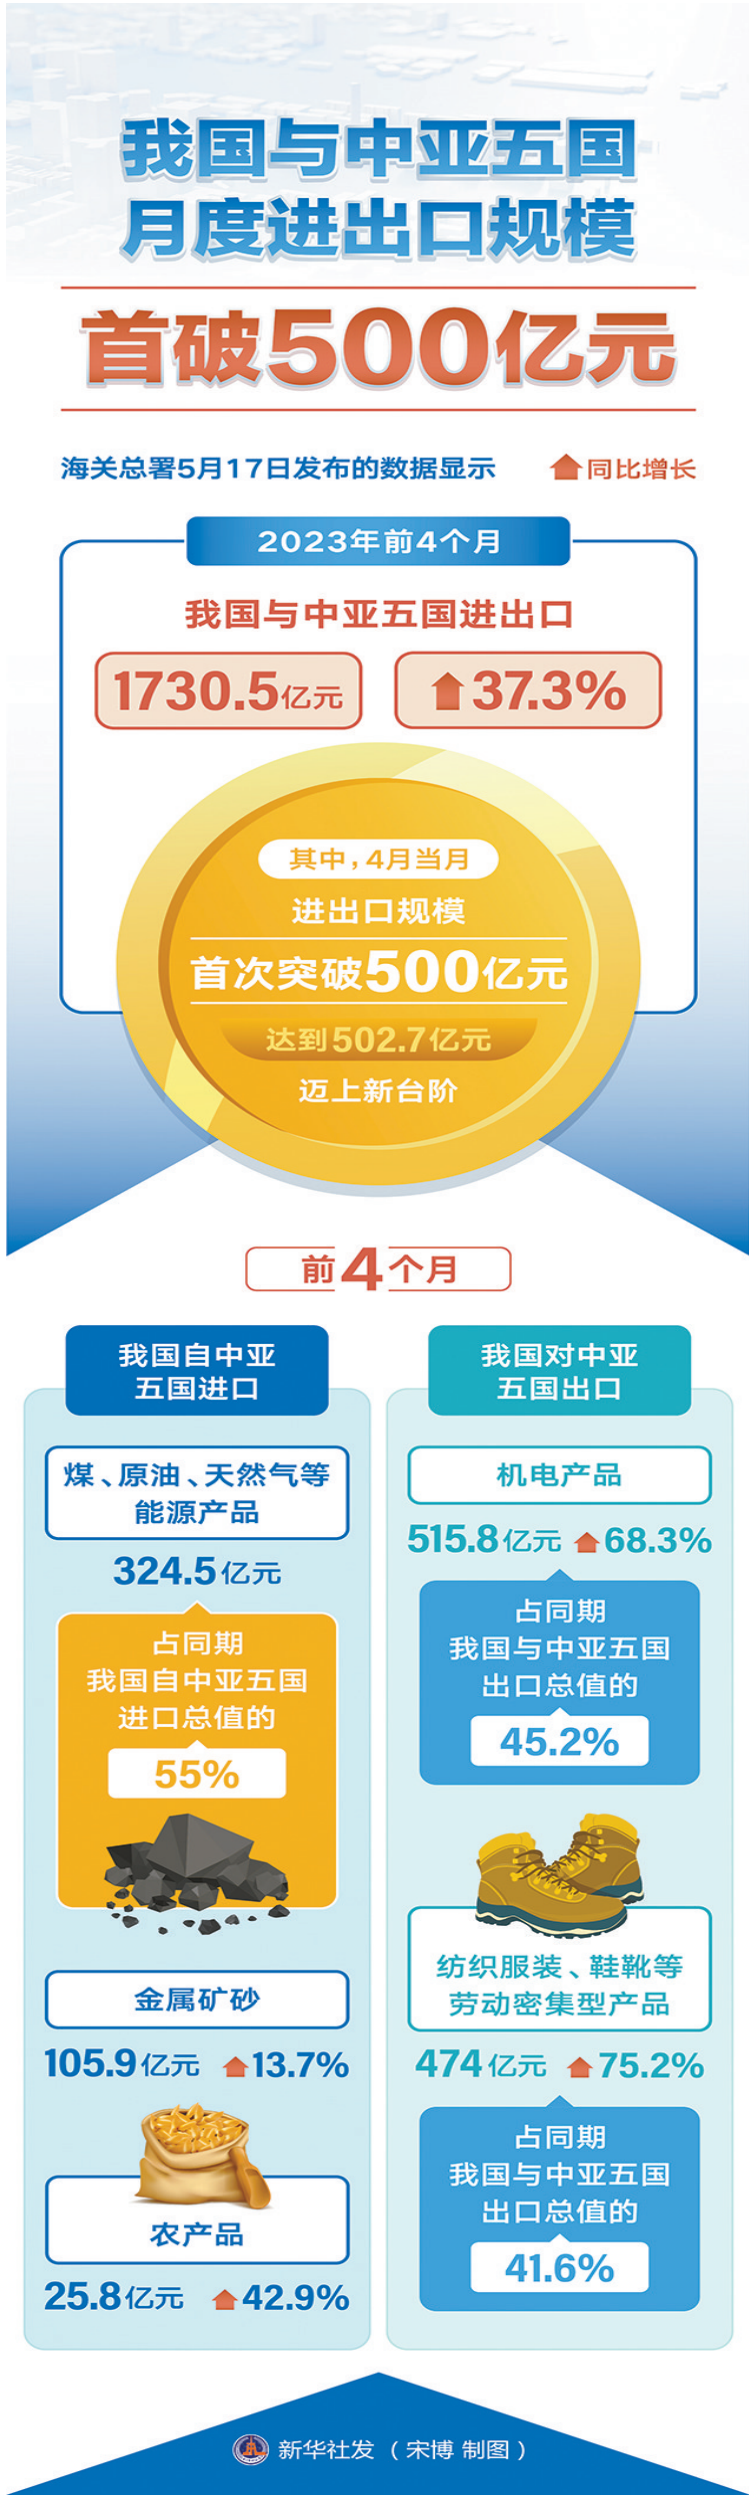 我国与中亚五国
月度进出口规模
首破500亿元
海关总署5月17日发布的数据显示
同比增长
2023年前4个月
我国与中亚五国进出口
1730.5亿元
37.3%
其中，4月当月
进出口规模
首次突破500亿元
达到502.7亿元
迈上新台阶
前4个月
我国自中亚
五国进口
煤、原油、天然气等
能源产品
324.5亿元
占同期
我国自中亚五国
进口总值的
55%
金属矿砂
105.9亿元 13.7%
农产品
25.8亿元 42.9%
我国对中亚
五国出口
机电产品
515.8亿元 68.3%
占同期
我国与中亚五国
出口总值的
45.2%
纺织服装、鞋靴等
劳动密集型产品
474亿元 75.2%
占同期
我国与中亚五国
出口总值的
41.6%
新华社发（宋博 制图）